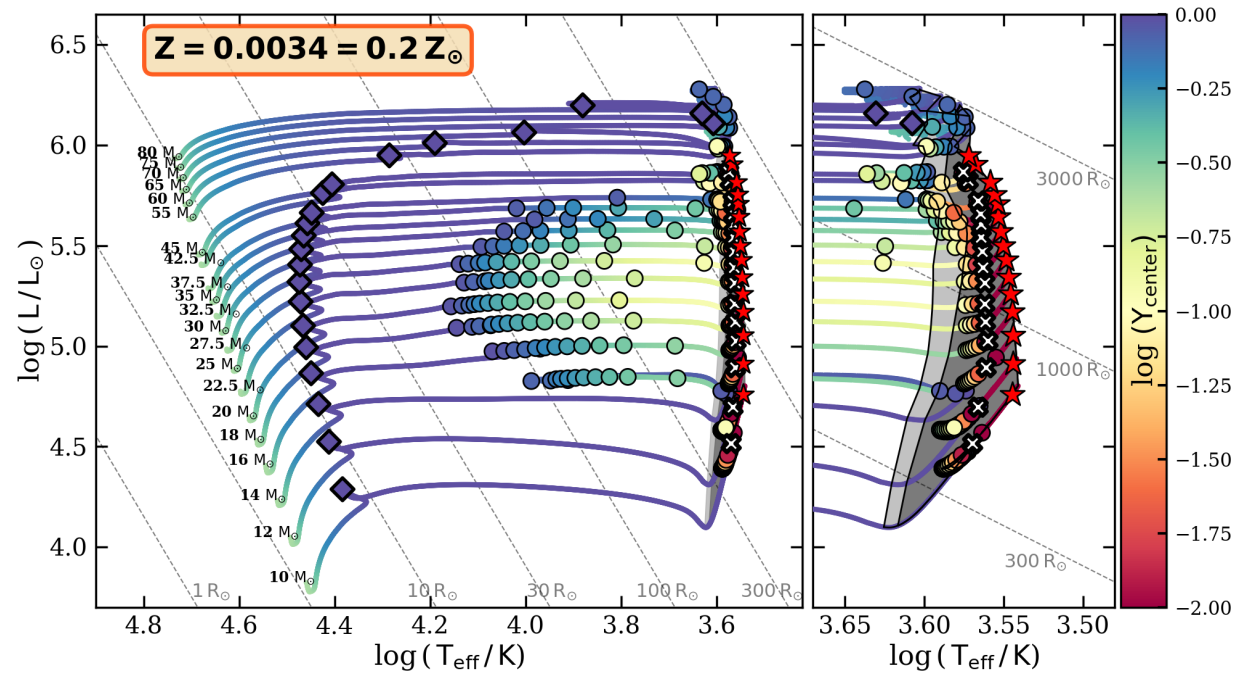 Z = 0.0034 = 0.2 Z⊙
log ( L / L⊙ )
6.5
6.0
5.5
5.0
4.5
4.0
80 M⊙
75 M⊙
70 M⊙
65 M⊙
60 M⊙
55 M⊙
45 M⊙
42.5 M⊙
37.5 M⊙
35 M⊙
32.5 M⊙
30 M⊙
27.5 M⊙
25 M⊙
22.5 M⊙
20 M⊙
18 M⊙
16 M⊙
14 M⊙
12 M⊙
10 M⊙
1 R⊙
10 R⊙
30 R⊙
100 R⊙
300 R⊙
4.8
4.6
4.4
4.2
4.0
3.8
3.6
log ( Teff / K )
3000 R⊙
1000 R⊙
300 R⊙
3.65
3.60
3.55
3.50
log ( Teff / K )
log ( Ycenter )
0.00
−0.25
−0.50
−0.75
−1.00
−1.25
−1.50
−1.75
−2.00